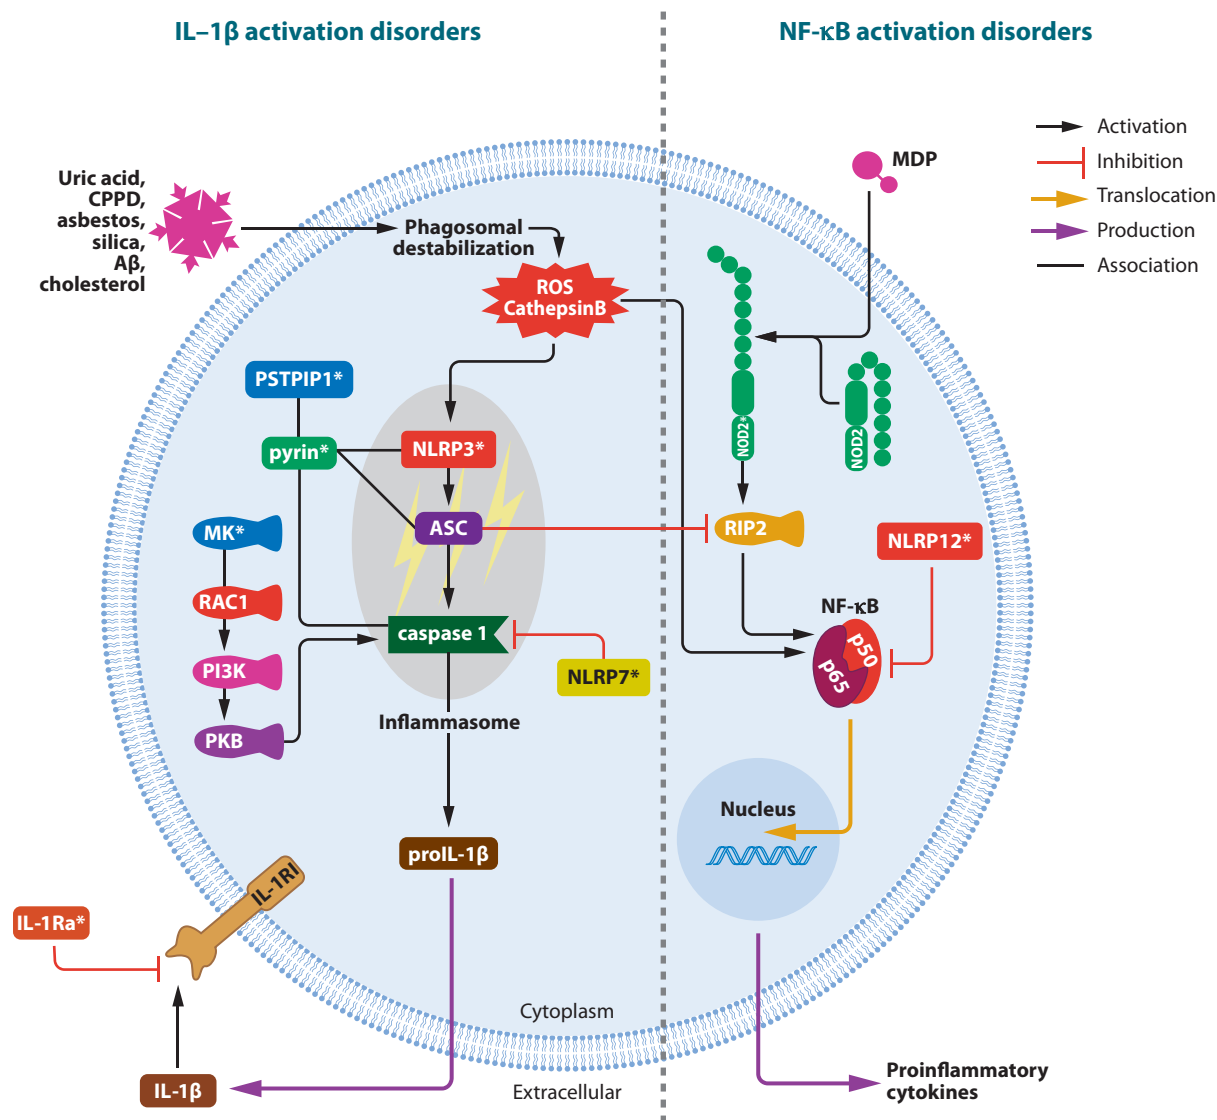 IL–1β activation disorders
NF-κB activation disorders
Activation
Inhibition
Translocation
Production
Association
MDP
Uric acid,
CPPD,
asbestos,
silica,
Aβ,
cholesterol
Phagosomal
destabilization
ROS
CathepsinB
PSTPIP1*
pyrin*
NLRP3*
NOD2*
NOD2
MK*
ASC
RIP2
NLRP12*
RAC1
caspase 1
NF-κB
p50
p65
PI3K
NLRP7*
PKB
Inflammasome
Nucleus
proIL-1β
IL-1RI
IL-1Ra*
Cytoplasm
Extracellular
IL-1β
Proinflammatory
cytokines